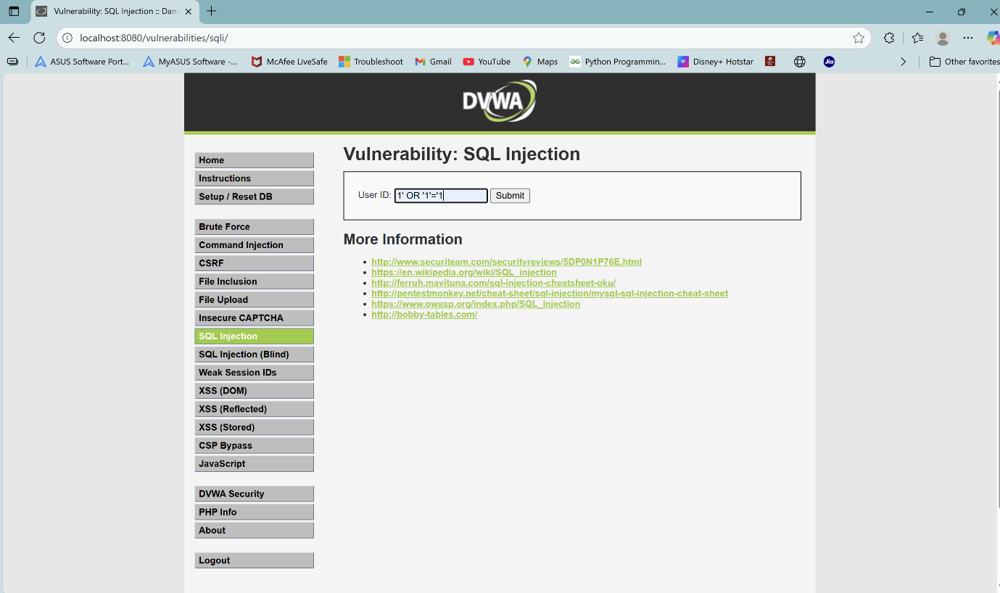 Vulnerability: SQL Injection :: Dam
localhost:8080/vulnerabilities/sqli/
ASUS Software Port... MyASUS Software -... McAfee LiveSafe Troubleshoot Gmail YouTube Maps Python Programmin... Disney+ Hotstar Jio Other favorites
DVWA
Home
Instructions
Setup / Reset DB
Brute Force
Command Injection
CSRF
File Inclusion
File Upload
Insecure CAPTCHA
SQL Injection
SQL Injection (Blind)
Weak Session IDs
XSS (DOM)
XSS (Reflected)
XSS (Stored)
CSP Bypass
JavaScript
DVWA Security
PHP Info
About
Logout
Vulnerability: SQL Injection
User ID: 1' OR '1'='1 Submit
More Information
http://www.securiteam.com/securityreviews/5DP0N1P76E.html
https://en.wikipedia.org/wiki/SQL_injection
http://ferruh.mavituna.com/sql-injection-cheatsheet-oku/
http://pentestmonkey.net/cheat-sheet/sql-injection/mysql-sql-injection-cheat-sheet
https://www.owasp.org/index.php/SQL_Injection
http://bobby-tables.com/